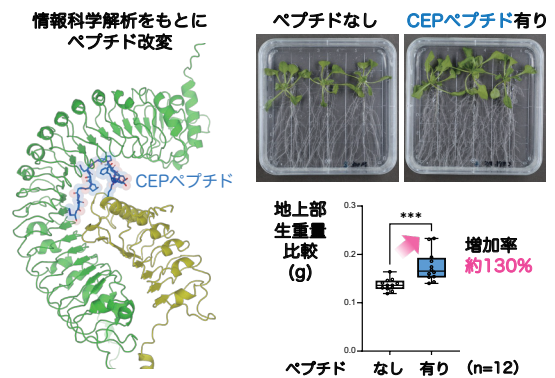 情報科学解析をもとに
ペプチド改変
CEPペプチド
ペプチドなし
CEPペプチド有り
地上部
生重量
比較
(g)
0.3
0.2
0.1
0.0
***
増加率
約130%
ペプチド なし 有り (n=12)